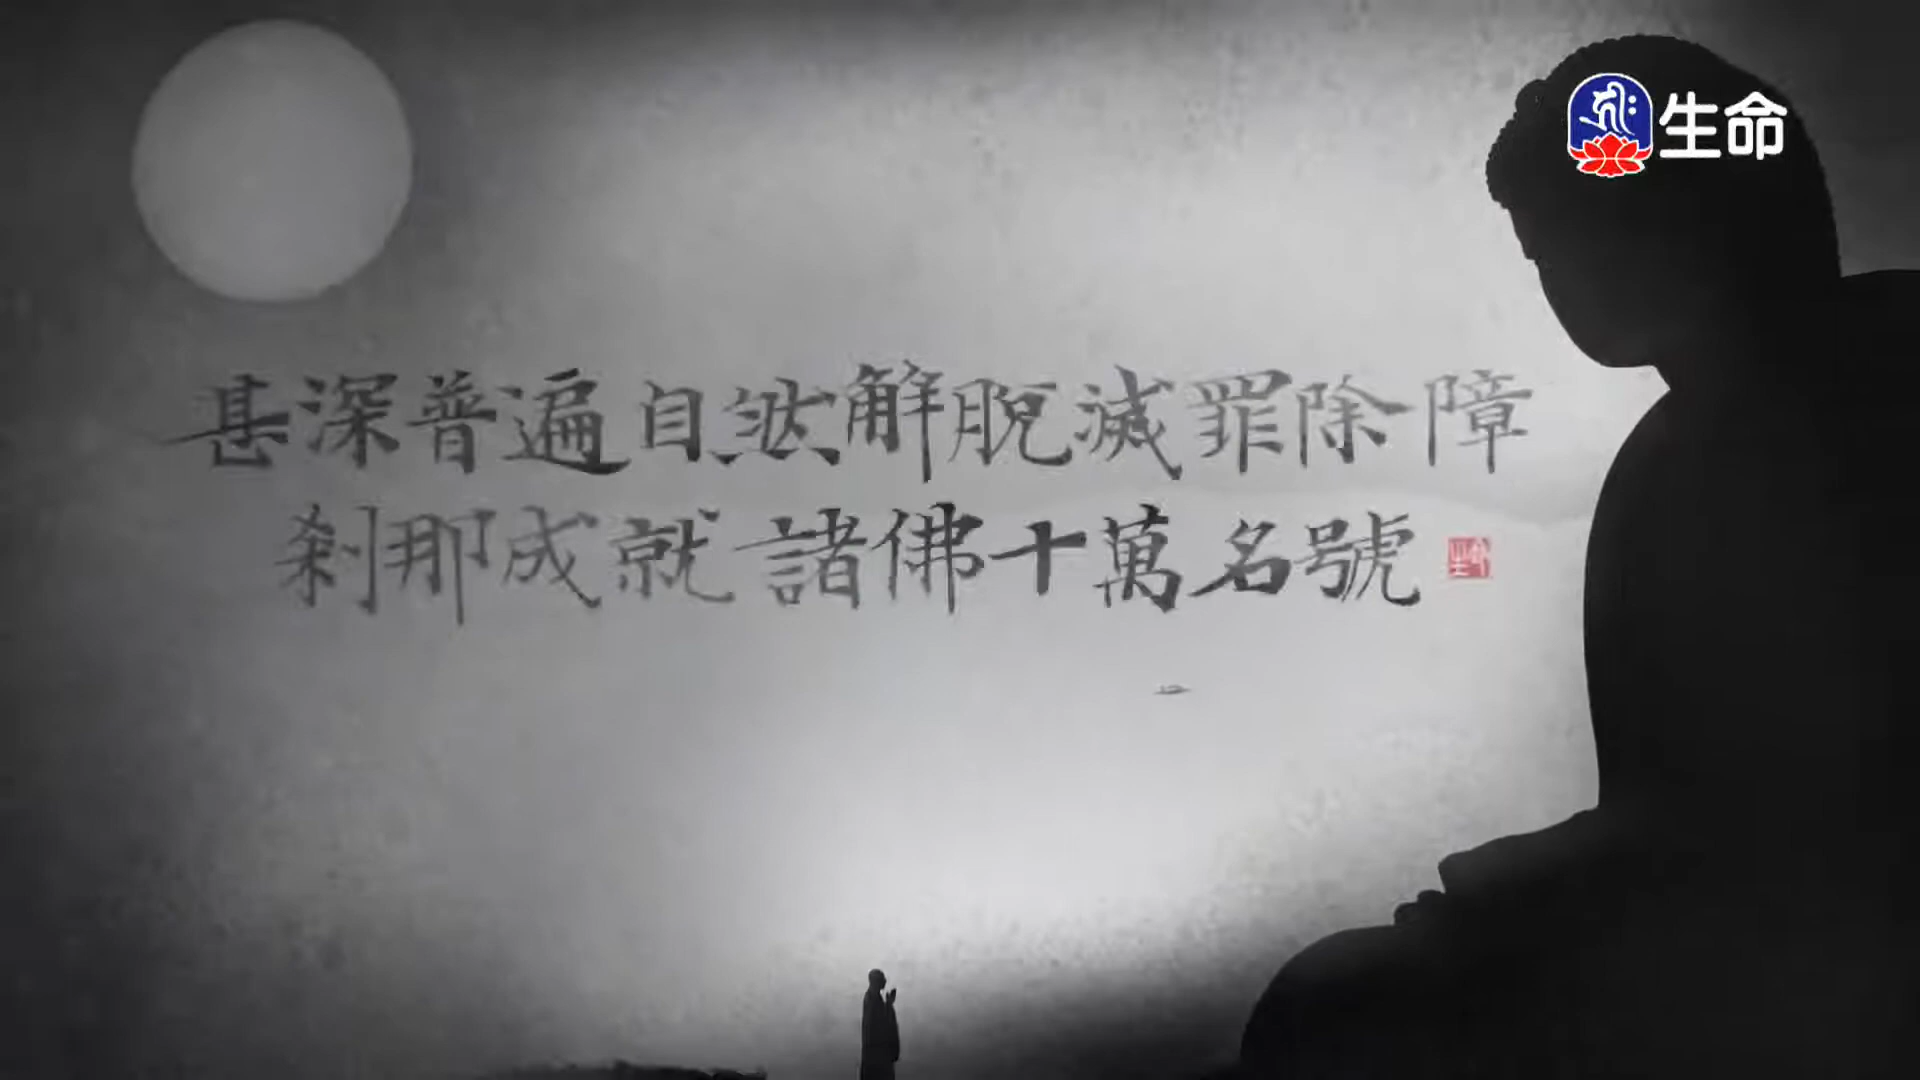 生命
甚深普遍自然解脫滅罪除障
剎那成就諸佛十萬名號